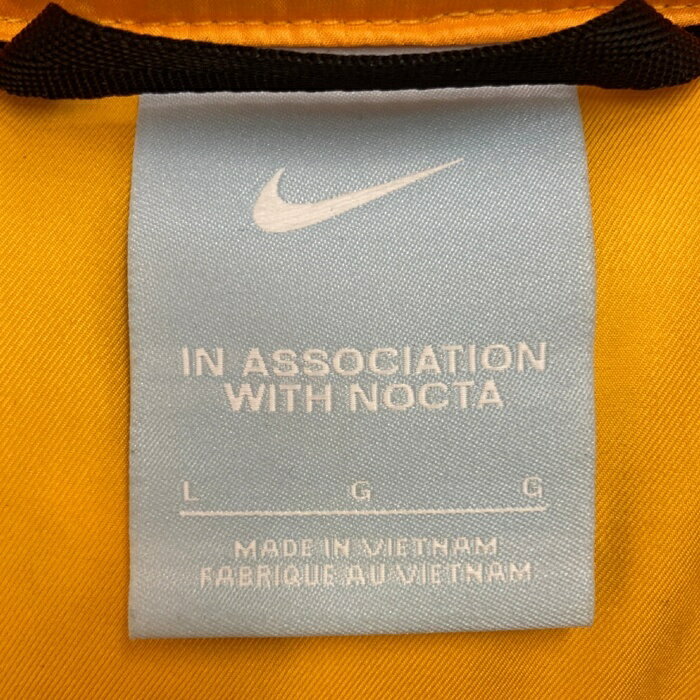 IN ASSOCIATION
WITH NOCTA
L G G
MADE IN VIETNAM
FABRIQUE AU VIETNAM